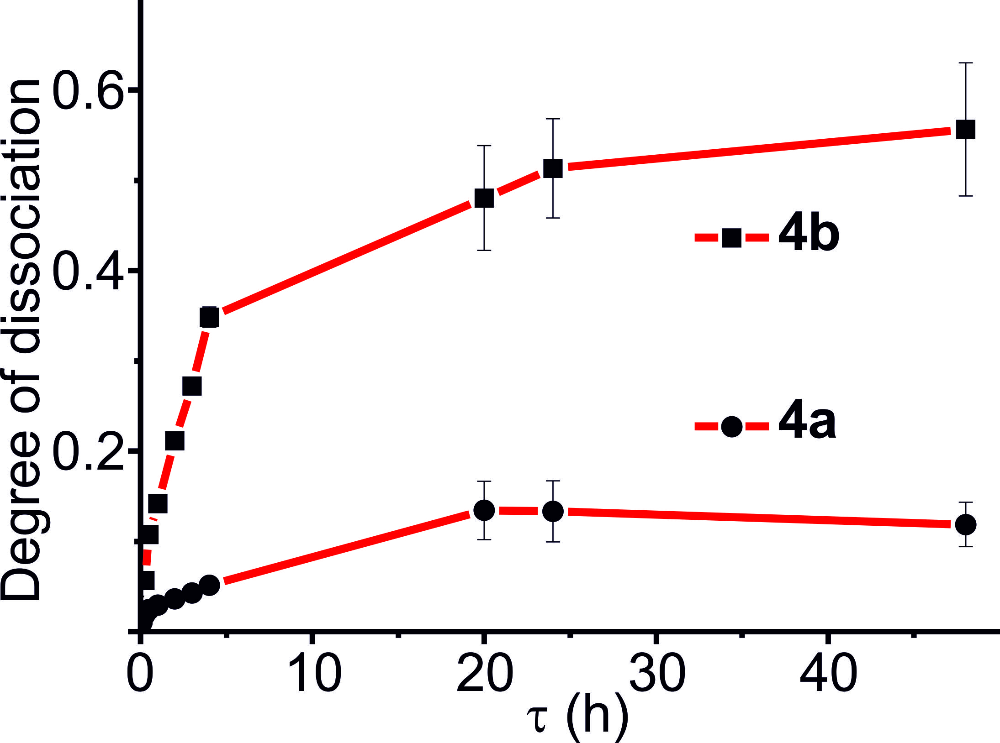 Degree of dissociation
0.6
0.4
0.2
4b
4a
0 10 20 30 40
τ (h)